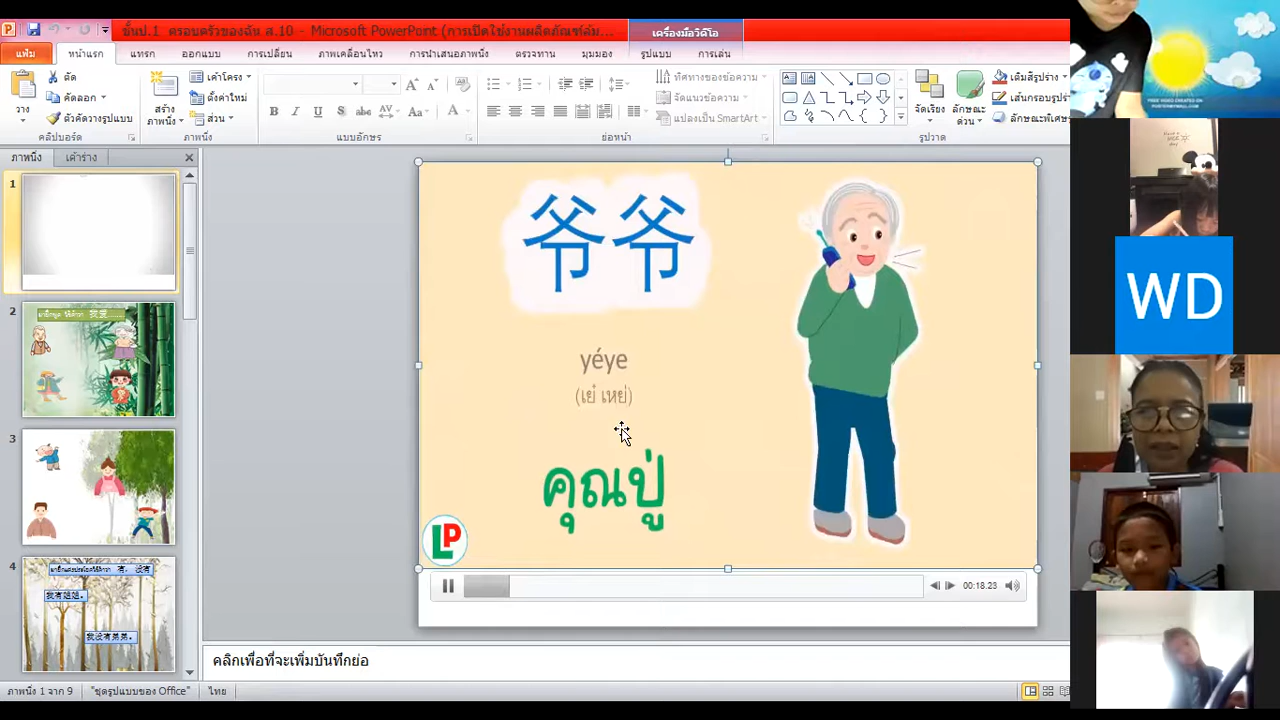 ชั้นป.1 ครอบครัวของฉัน ส.10 - Microsoft PowerPoint (การเปิดใช้งานผลิตภัณฑ์ล้ม...
เครื่องมือวิดีโอ
แฟ้ม หน้าแรก แทรก ออกแบบ การเปลี่ยน ภาพเคลื่อนไหว การนำเสนอภาพนิ่ง ตรวจทาน มุมมอง รูปแบบ การเล่น
วาง
ตัด
คัดลอก
ตัวคัดวางรูปแบบ
คลิปบอร์ด
สร้าง
ภาพนิ่ง
เค้าโครง
ตั้งค่าใหม่
ส่วน
ภาพนิ่ง
แบบอักษร
ทิศทางของข้อความ
จัดแนวข้อความ
แปลงเป็น SmartArt
ย่อหน้า
จัดเรียง
ลักษณะ
ด่วน
เติมสีรูปร่าง
เส้นกรอบรูป
ลักษณะพิเศษ
รูปวาด
ภาพนิ่ง เค้าร่าง
1
2
3
4
我有姐姐。
我没有弟弟。
爷爷
yéye
(เย๋ เหย่)
คุณปู่
LP
00:18.23
คลิกเพื่อที่จะเพิ่มบันทึกย่อ
ภาพนิ่ง 1 จาก 9 "ชุดรูปแบบของ Office" ไทย
WD